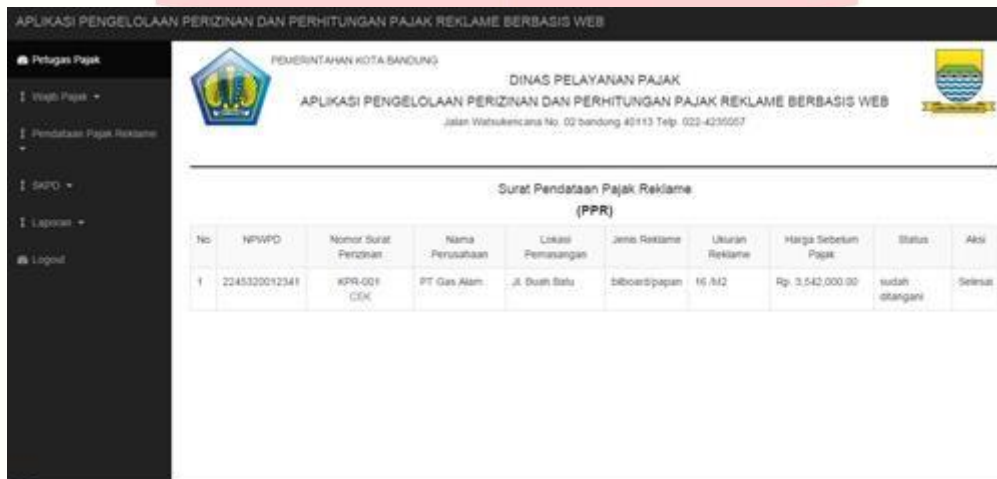 APLIKASI PENGELOLAAN PERIZINAN DAN PERHITUNGAN PAJAK REKLAME BERBASIS WEB
Petugas Pajak
Wajib Pajak
Pendataan Pajak Reklame
SKPD
Laporan
Logout
PEMERINTAHAN KOTA BANDUNG
DINAS PELAYANAN PAJAK
APLIKASI PENGELOLAAN PERIZINAN DAN PERHITUNGAN PAJAK REKLAME BERBASIS WEB
Jalan Wastukencana No. 02 bandung 40113 Telp. 022-4235057
Surat Pendataan Pajak Reklame
(PPR)
No NPWPD Nomor Surat Perizinan Nama Perusahaan Lokasi Pemasangan Jenis Reklame Ukuran Reklame Harga Sebelum Pajak Status Aksi
1 2245320012341 KPR-001 CEK PT Gas Alam Jl. Buah Batu bilboard/papan 16 /M2 Rp. 3,542,000.00 sudah ditangani Selesai